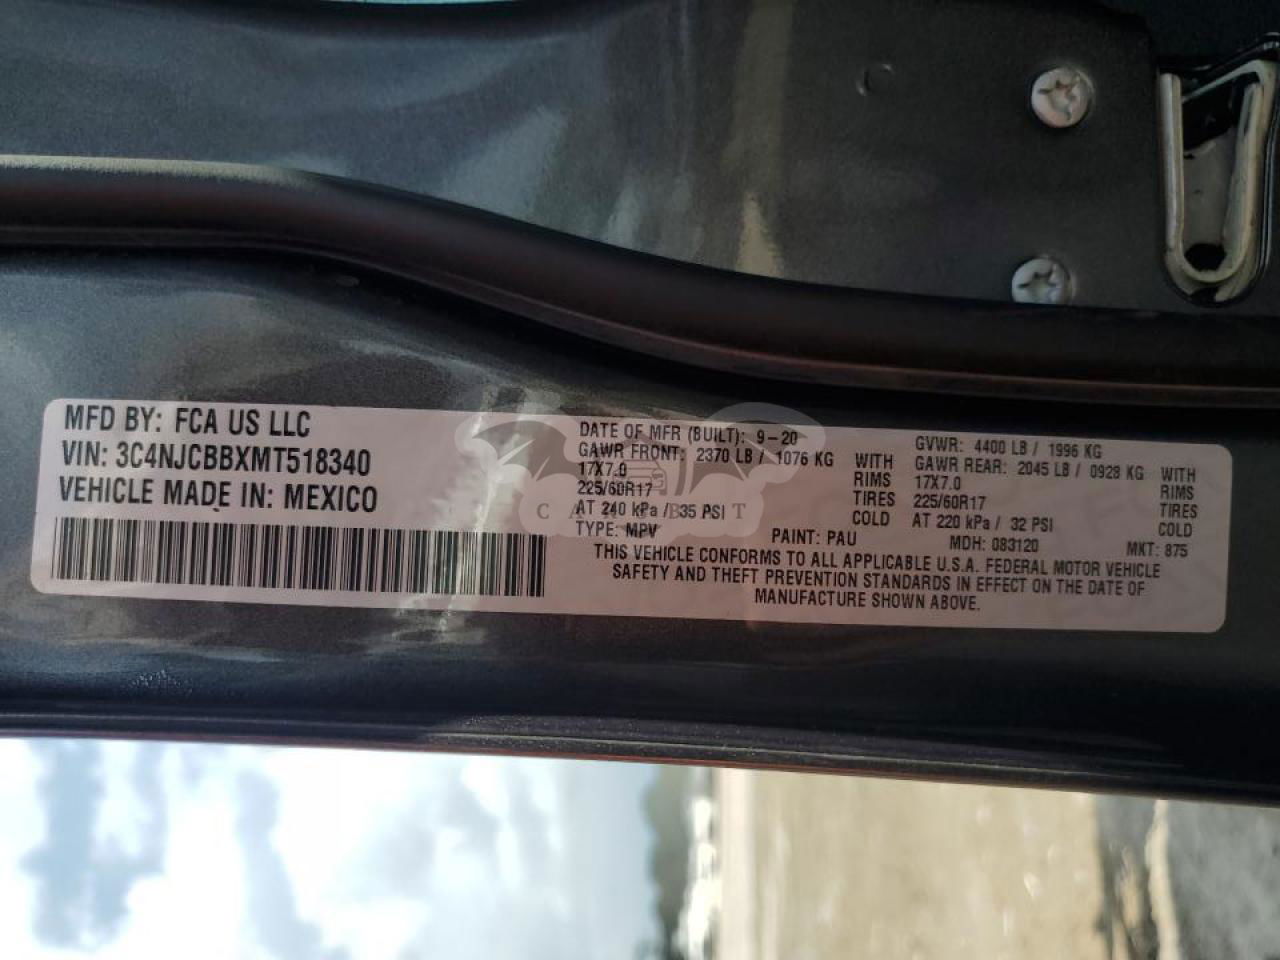 MFD BY: FCA US LLC
VIN: 3C4NJCBBXMT518340
VEHICLE MADE IN: MEXICO
DATE OF MFR (BUILT): 9-20
GAWR FRONT: 2370 LB / 1076 KG WITH
17X7.0 RIMS
225/60R17 TIRES
AT 240 kPa / 35 PSI COLD
TYPE: MPV
GVWR: 4400 LB / 1996 KG
GAWR REAR: 2045 LB / 0928 KG WITH
17X7.0 RIMS
225/60R17 TIRES
AT 220 kPa / 32 PSI COLD
PAINT: PAU MDH: 083120 MKT: 875
THIS VEHICLE CONFORMS TO ALL APPLICABLE U.S.A. FEDERAL MOTOR VEHICLE
SAFETY AND THEFT PREVENTION STANDARDS IN EFFECT ON THE DATE OF
MANUFACTURE SHOWN ABOVE.